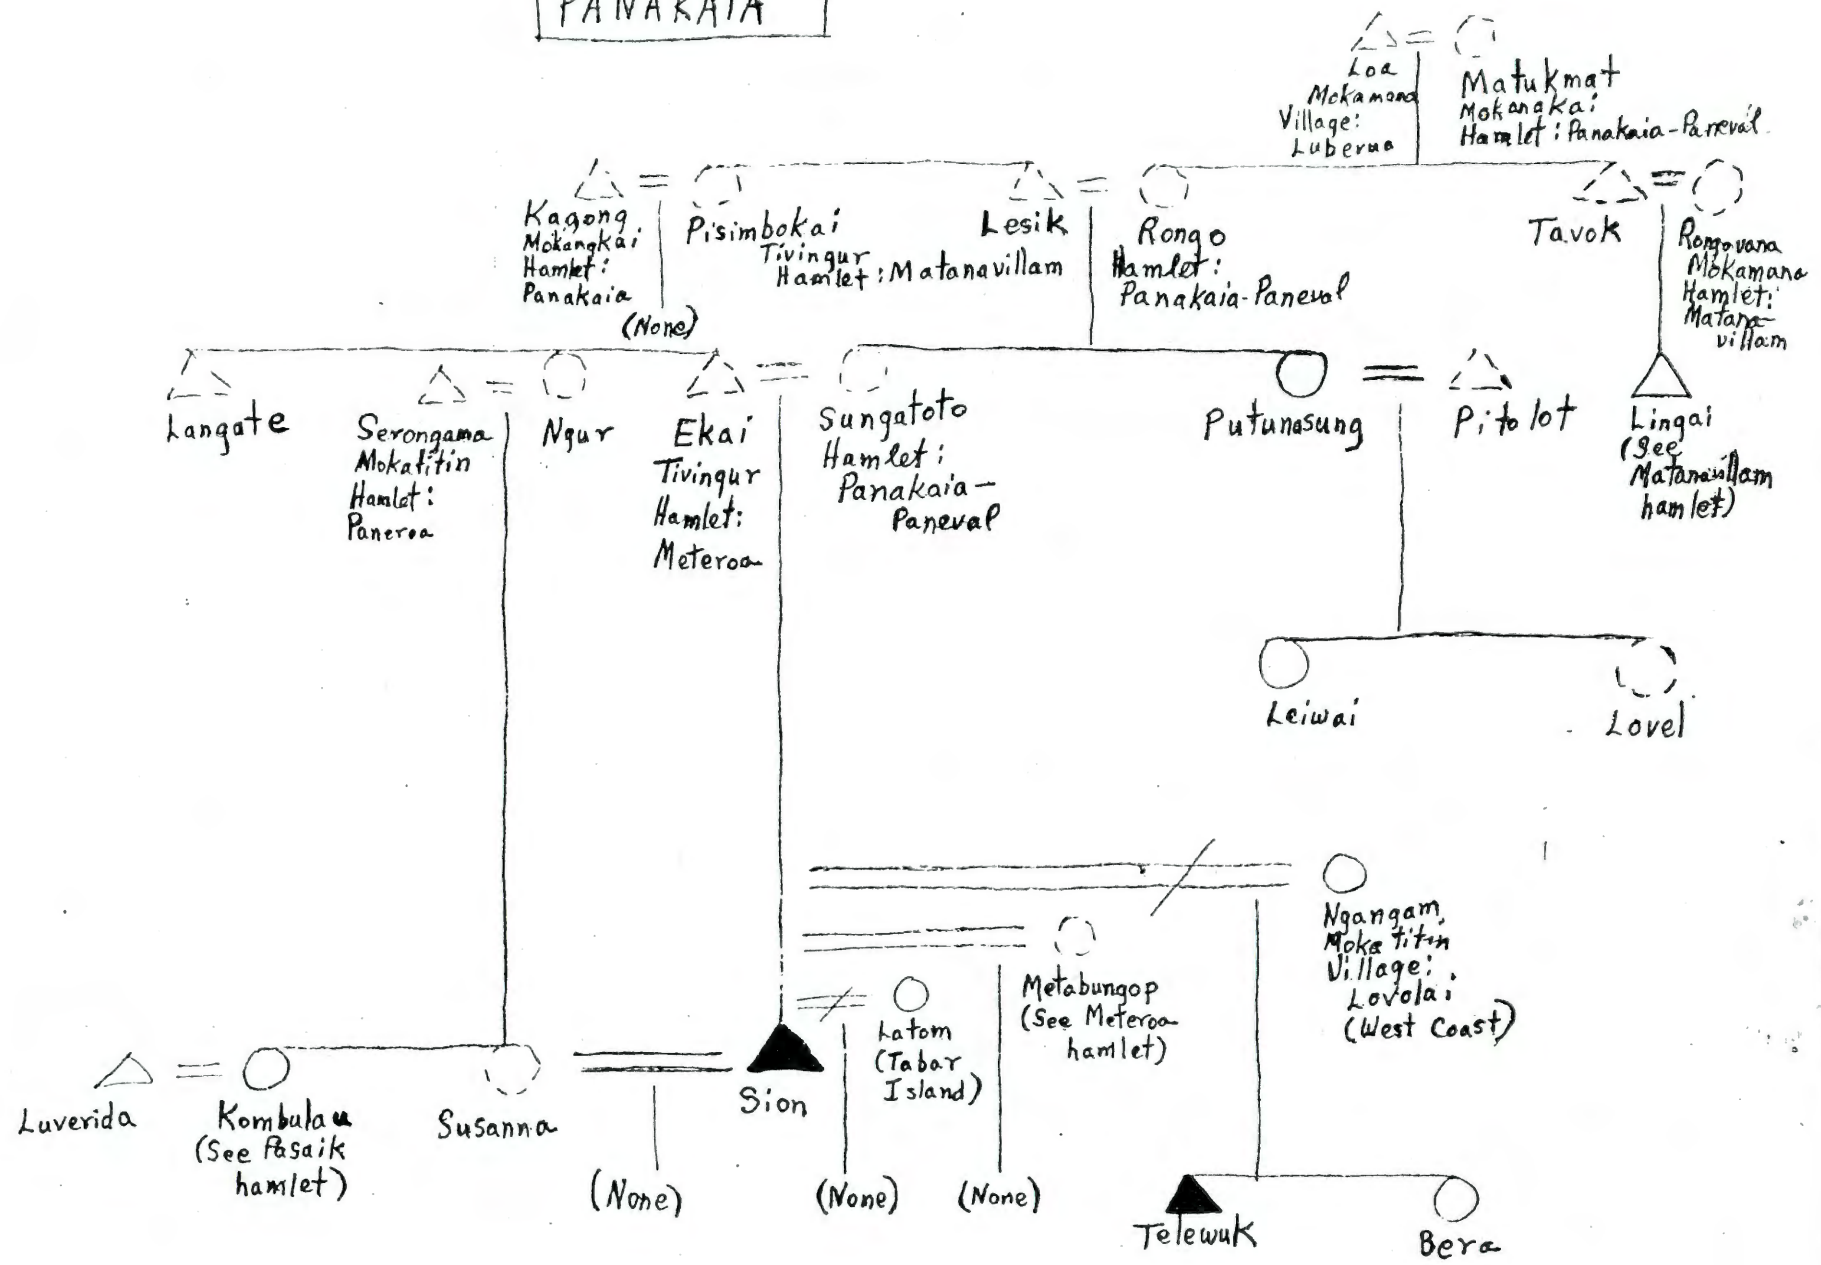 PANAKAIA
Loa
Mokamana
Village:
Luberua
Matukmat
Mokangkai
Hamlet: Panakaia-Paneval
Kagong
Mokangkai
Hamlet:
Panakaia
(None)
Pisimbokai
Tivingur
Hamlet: Matanavillam
Lesik
Rongo
Hamlet:
Panakaia-Paneval
Tavok
Rongovana
Mokamana
Hamlet:
Matana-
villam
Langate
Serongama
Mokatitin
Hamlet:
Paneroa
Ngur
Ekai
Tivingur
Hamlet:
Meteroa
Sungatoto
Hamlet:
Panakaia-
Paneval
Putunasung
Pitolot
Lingai
(See
Matanavillam
hamlet)
Leiwai
Lovel
Ngangam
Mokatitin
Village:
Lovolai
(West Coast)
Metabungop
(See Meteroa
hamlet)
Latom
(Tabar
Island)
Luverida
Kombulau
(See Pasaik
hamlet)
Susanna
Sion
(None)
(None)
(None)
Telewuk
Bera